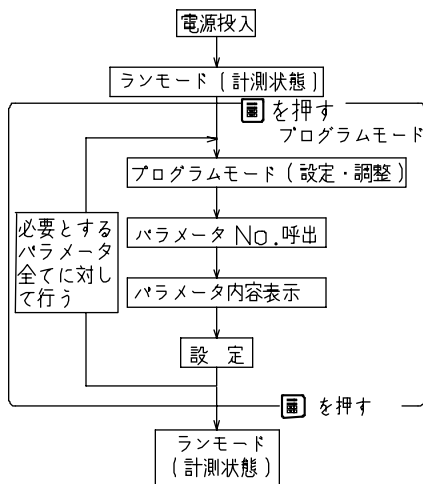 電源投入
ランモード(計測状態)
を押す
プログラムモード
プログラムモード(設定・調整)
必要とする
パラメータ
全てに対し
て行う
パラメータ No.呼出
パラメータ内容表示
設 定
を押す
ランモード
(計測状態)